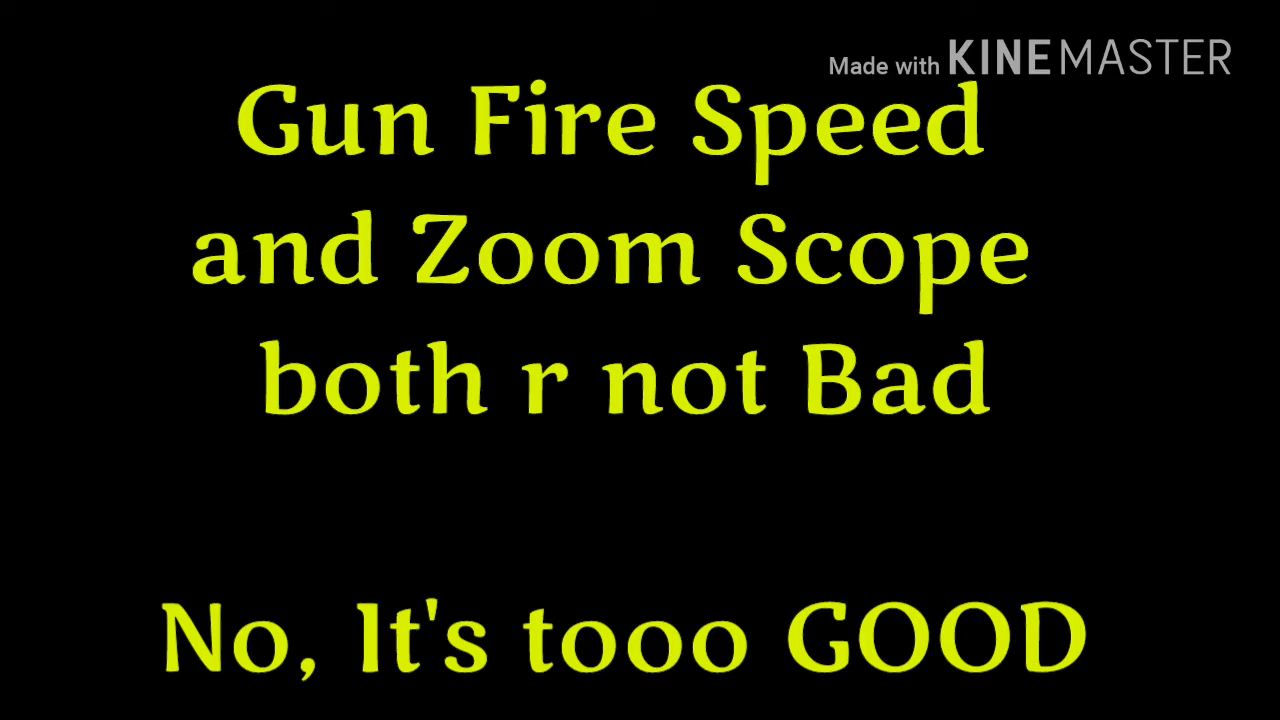 Made with KINEMASTER
Gun Fire Speed
and Zoom Scope
both r not Bad
No, It's tooo GOOD